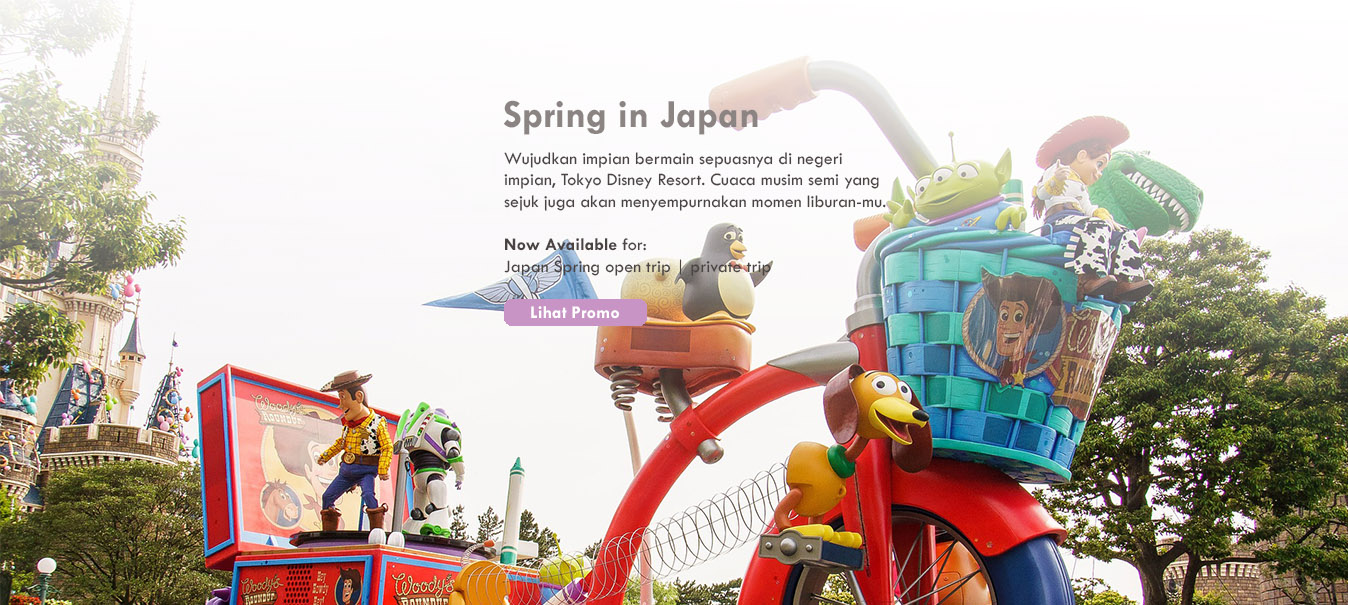 Spring in Japan
Wujudkan impian bermain sepuasnya di negeri
impian, Tokyo Disney Resort. Cuaca musim semi yang
sejuk juga akan menyempurnakan momen liburan-mu.
Now Available for:
Japan Spring open trip | private trip
Lihat Promo
Woody's
ROUNDUP
Woody's
ROUNDUP
Woody's
ROUNDUP